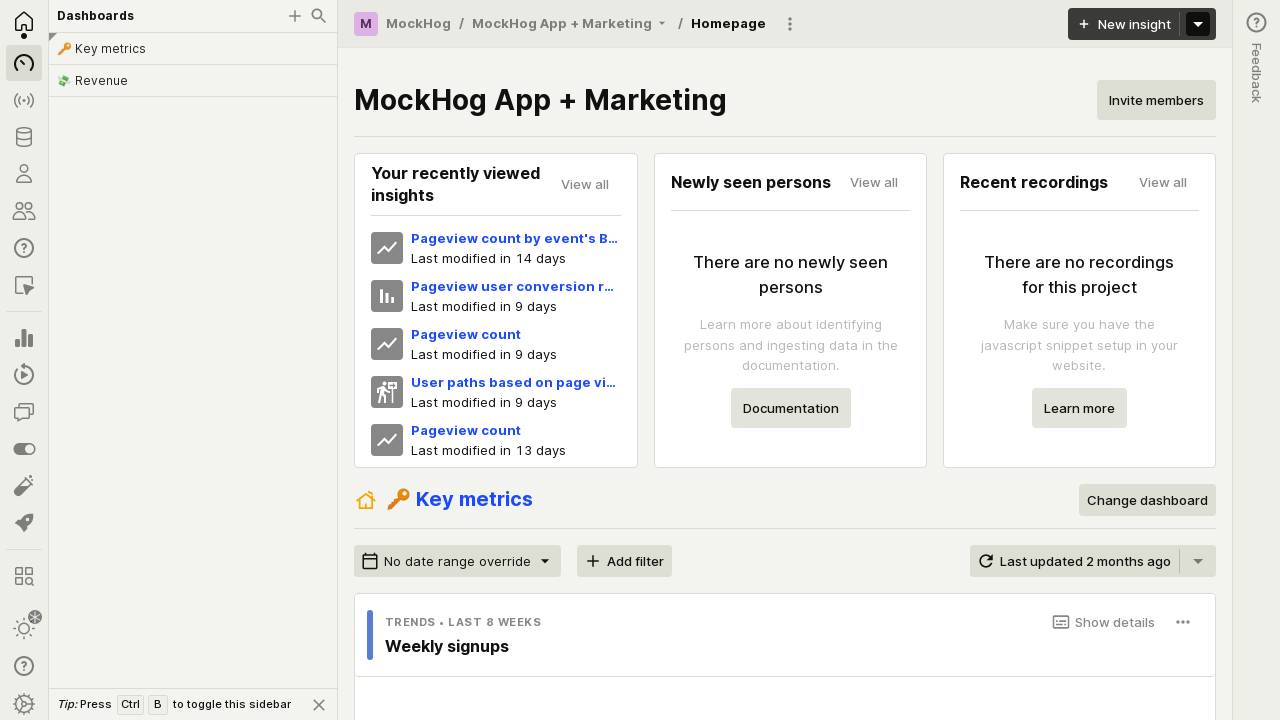 Dashboards
🔑 Key metrics
💸 Revenue
Tip: Press Ctrl B to toggle this sidebar
M MockHog / MockHog App + Marketing / Homepage
New insight
Feedback
MockHog App + Marketing
Invite members
Your recently viewed insights
View all
Pageview count by event's B...
Last modified in 14 days
Pageview user conversion r...
Last modified in 9 days
Pageview count
Last modified in 9 days
User paths based on page vi...
Last modified in 9 days
Pageview count
Last modified in 13 days
Newly seen persons
View all
There are no newly seen
persons
Learn more about identifying
persons and ingesting data in the
documentation.
Documentation
Recent recordings
View all
There are no recordings
for this project
Make sure you have the
javascript snippet setup in your
website.
Learn more
🔑 Key metrics
Change dashboard
No date range override
Add filter
Last updated 2 months ago
TRENDS • LAST 8 WEEKS
Show details
Weekly signups